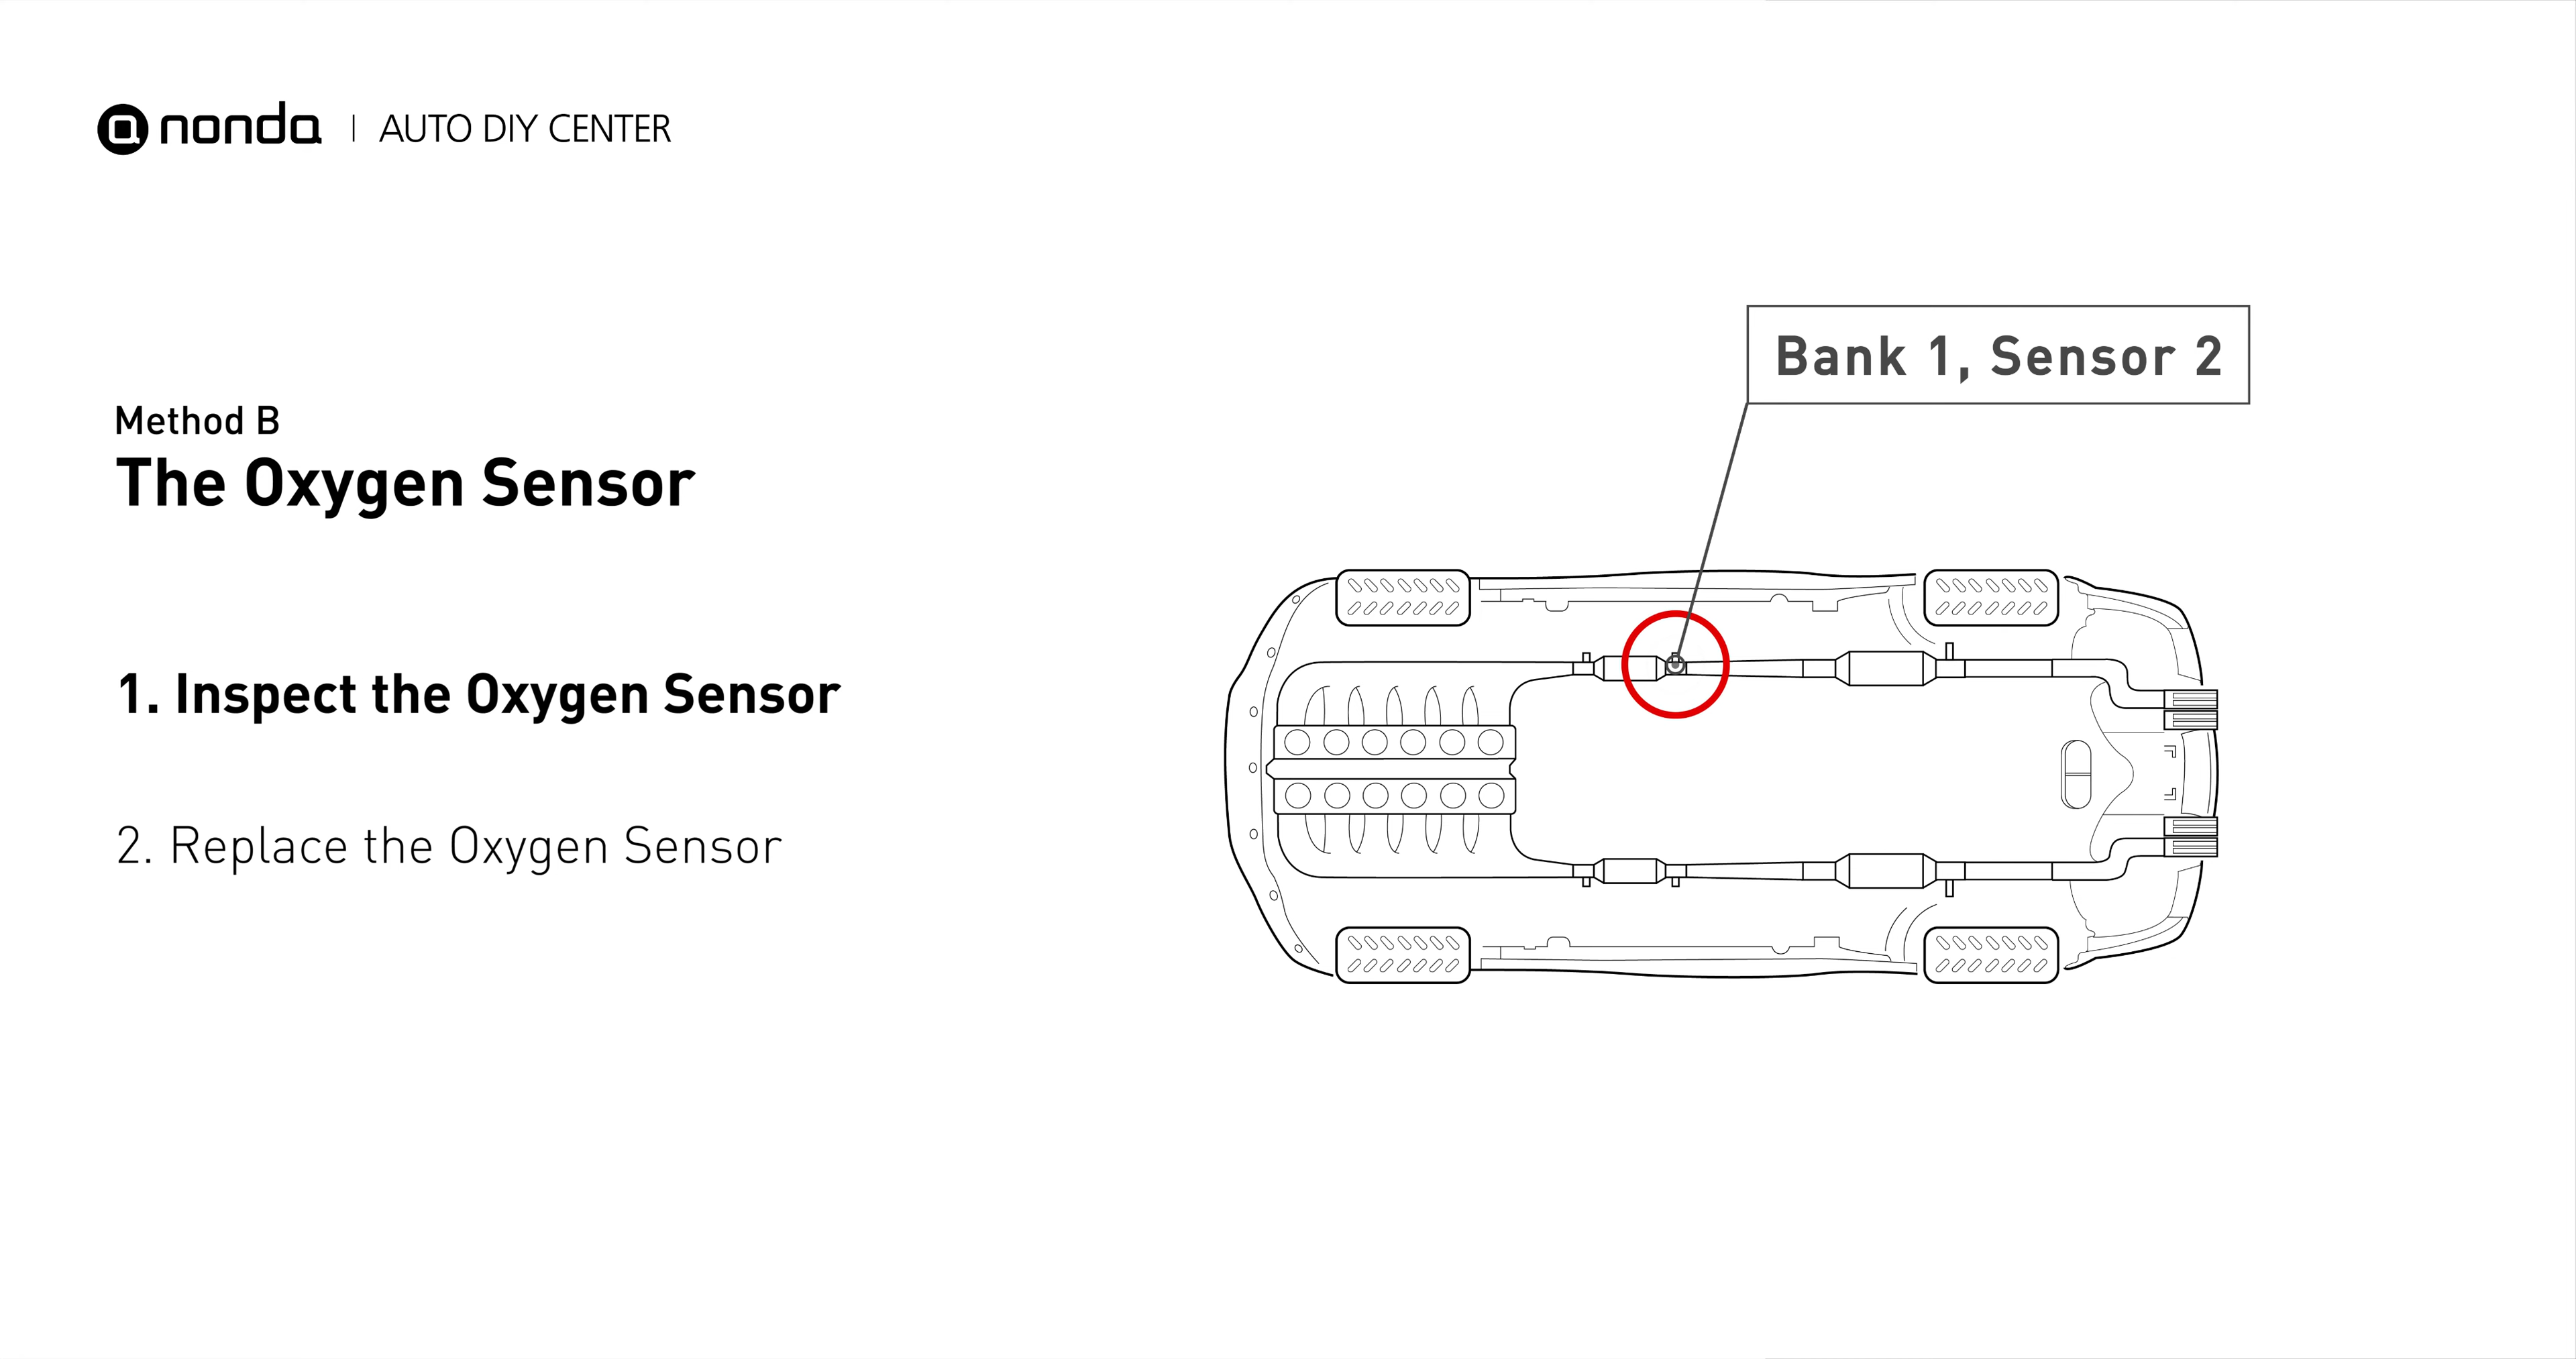 nonda | AUTO DIY CENTER
Bank 1, Sensor 2
Method B
The Oxygen Sensor
1. Inspect the Oxygen Sensor
2. Replace the Oxygen Sensor